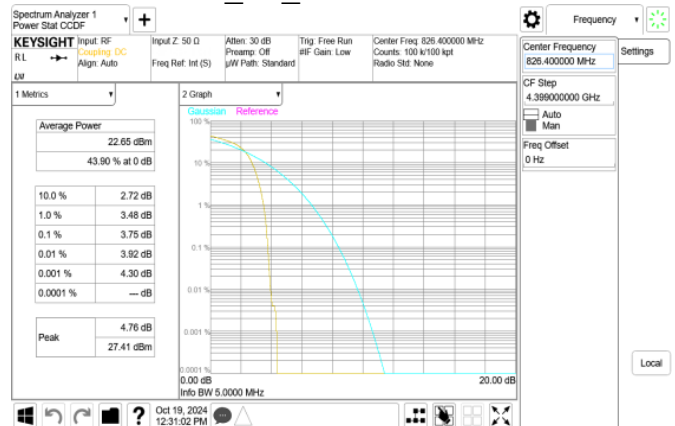 Spectrum Analyzer 1
Power Stat CCDF
Frequency
KEYSIGHT
RL
Input: RF
Coupling: DC
Align: Auto
Input Z: 50 Ω
Freq Ref: Int (S)
Atten: 30 dB
Preamp: Off
µW Path: Standard
Trig: Free Run
#IF Gain: Low
Center Freq: 826.400000 MHz
Counts: 100 k/100 kpt
Radio Std: None
Center Frequency
826.400000 MHz
Settings
CF Step
4.399000000 GHz
Auto
Man
Freq Offset
0 Hz
Local
1 Metrics
Average Power
22.65 dBm
43.90 % at 0 dB
10.0 % 2.72 dB
1.0 % 3.48 dB
0.1 % 3.75 dB
0.01 % 3.92 dB
0.001 % 4.30 dB
0.0001 % --- dB
Peak
4.76 dB
27.41 dBm
2 Graph
Gaussian Reference
100 %
10 %
1 %
0.1 %
0.01 %
0.001 %
0.0001 %
0.00 dB 20.00 dB
Info BW 5.0000 MHz
?
Oct 19, 2024
12:31:02 PM